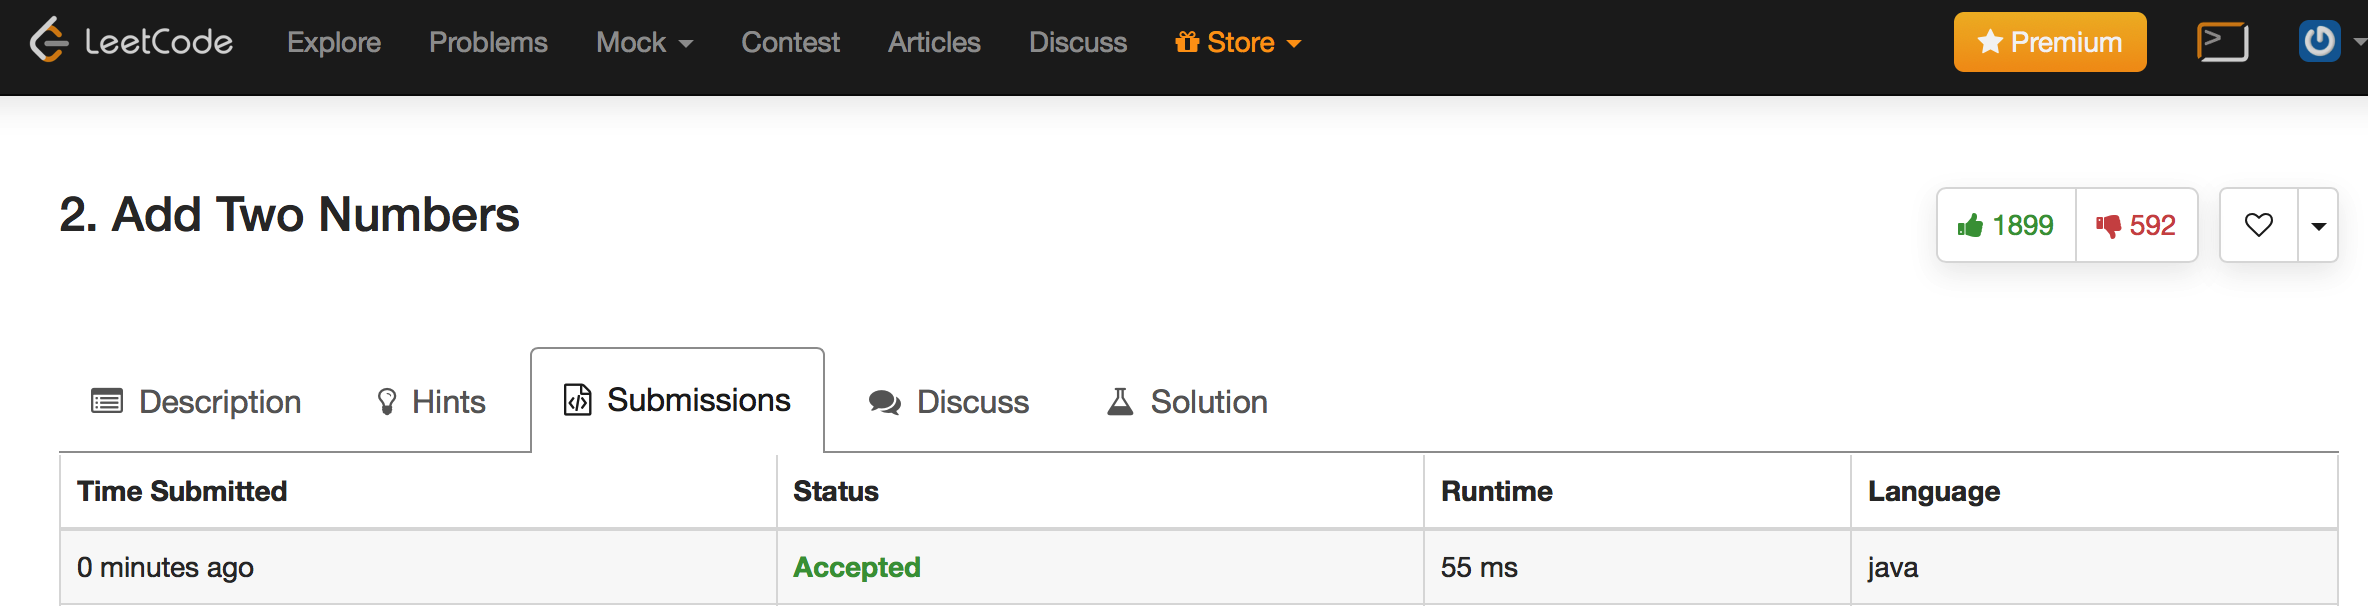 LeetCode Explore Problems Mock Contest Articles Discuss Store Premium
2. Add Two Numbers
1899 592
Description Hints Submissions Discuss Solution
Time Submitted Status Runtime Language
0 minutes ago Accepted 55 ms java